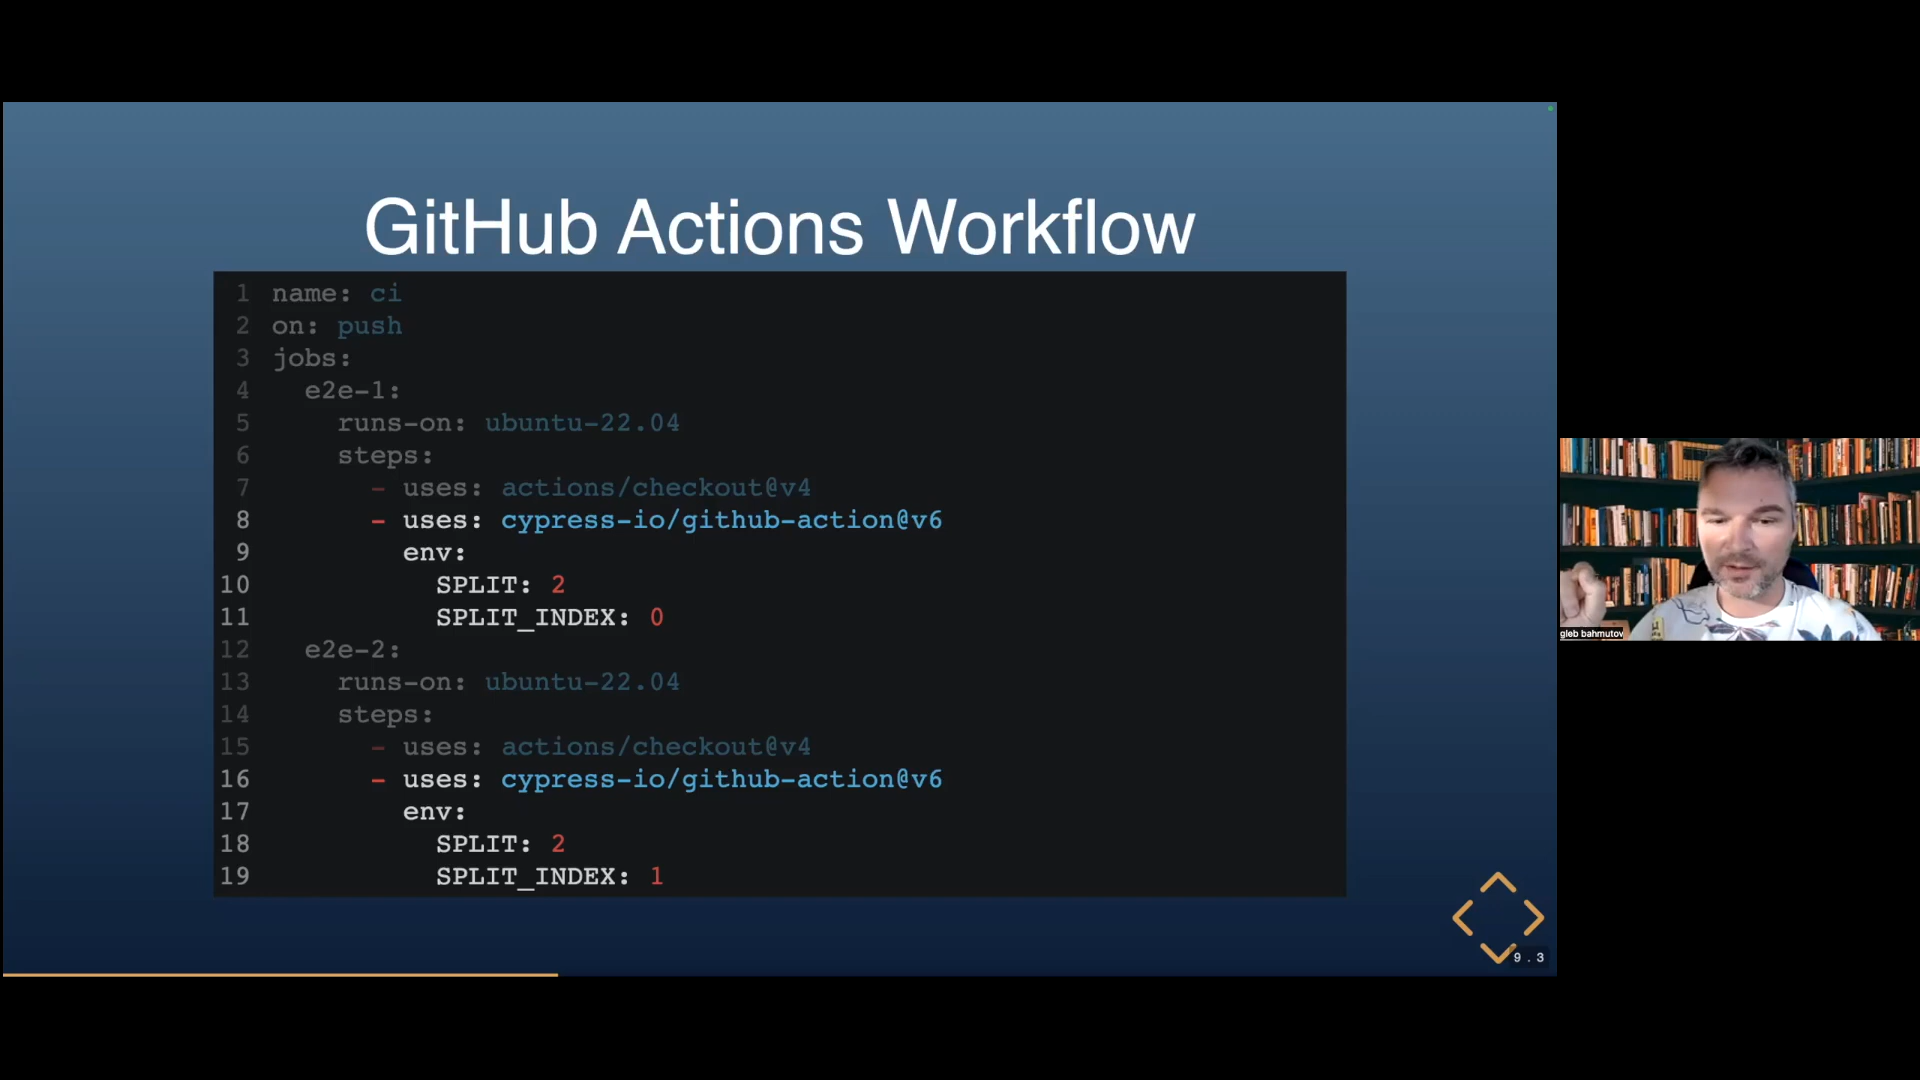 GitHub Actions Workflow
1 name: ci
2 on: push
3 jobs:
4 e2e-1:
5 runs-on: ubuntu-22.04
6 steps:
7 - uses: actions/checkout@v4
8 - uses: cypress-io/github-action@v6
9 env:
10 SPLIT: 2
11 SPLIT_INDEX: 0
12 e2e-2:
13 runs-on: ubuntu-22.04
14 steps:
15 - uses: actions/checkout@v4
16 - uses: cypress-io/github-action@v6
17 env:
18 SPLIT: 2
19 SPLIT_INDEX: 1
9 . 3
gleb bahmutov